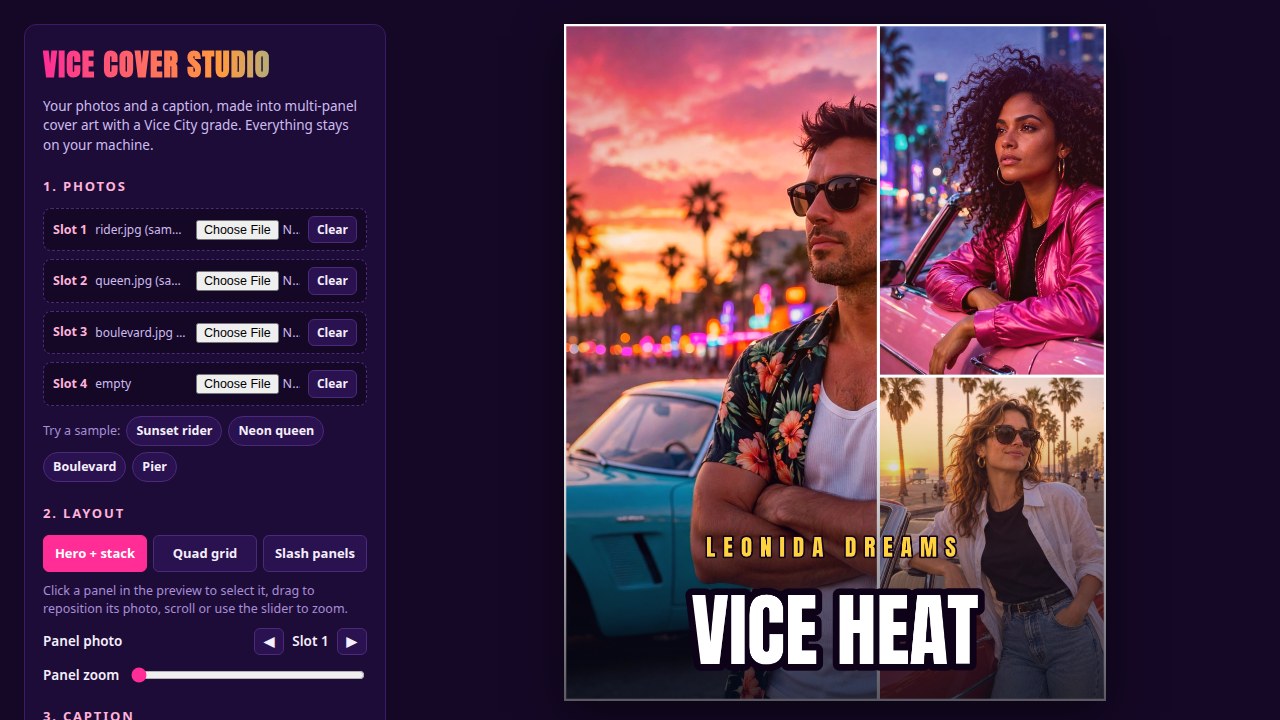 VICE COVER STUDIO
Your photos and a caption, made into multi-panel
cover art with a Vice City grade. Everything stays
on your machine.
1. PHOTOS
Slot 1 rider.jpg (sam... Choose File N... Clear
Slot 2 queen.jpg (sa... Choose File N... Clear
Slot 3 boulevard.jpg ... Choose File N... Clear
Slot 4 empty Choose File N... Clear
Try a sample: Sunset rider Neon queen
Boulevard Pier
2. LAYOUT
Hero + stack Quad grid Slash panels
Click a panel in the preview to select it, drag to
reposition its photo, scroll or use the slider to zoom.
Panel photo ◀ Slot 1 ▶
Panel zoom
3. CAPTION
LEONIDA DREAMS
VICE HEAT